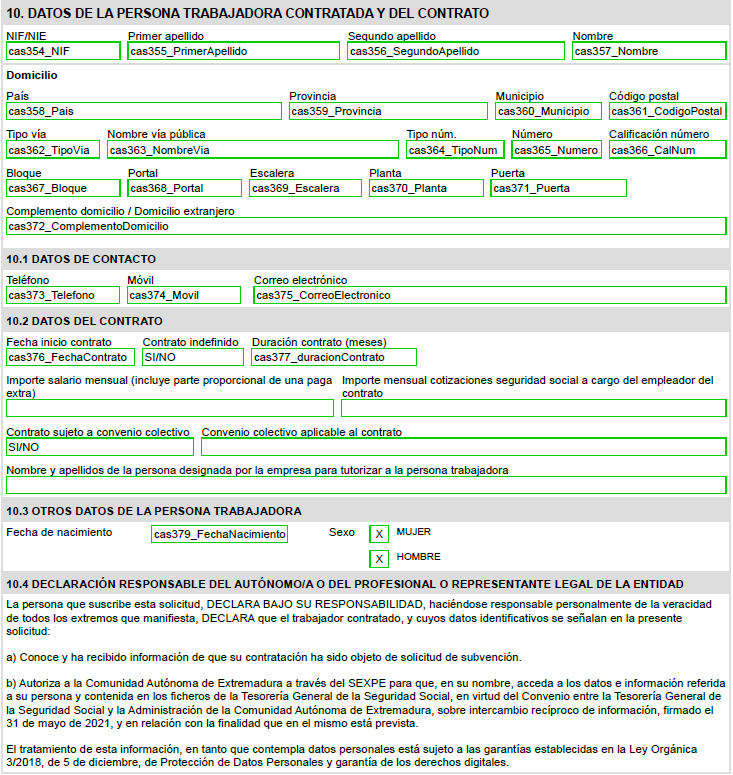 10. DATOS DE LA PERSONA TRABAJADORA CONTRATADA Y DEL CONTRATO
NIF/NIE Primer apellido Segundo apellido Nombre
cas354_NIF cas355_PrimerApellido cas356_SegundoApellido cas357_Nombre
Domicilio
País Provincia Municipio Código postal
cas358_Pais cas359_Provincia cas360_Municipio cas361_CodigoPostal
Tipo vía Nombre vía pública Tipo núm. Número Calificación número
cas362_TipoVia cas363_NombreVia cas364_TipoNum cas365_Numero cas366_CalNum
Bloque Portal Escalera Planta Puerta
cas367_Bloque cas368_Portal cas369_Escalera cas370_Planta cas371_Puerta
Complemento domicilio / Domicilio extranjero
cas372_ComplementoDomicilio
10.1 DATOS DE CONTACTO
Teléfono Móvil Correo electrónico
cas373_Telefono cas374_Movil cas375_CorreoElectronico
10.2 DATOS DEL CONTRATO
Fecha inicio contrato Contrato indefinido Duración contrato (meses)
cas376_FechaContrato SI/NO cas377_duracionContrato
Importe salario mensual (incluye parte proporcional de una paga extra) Importe mensual cotizaciones seguridad social a cargo del empleador del contrato
Contrato sujeto a convenio colectivo Convenio colectivo aplicable al contrato
SI/NO
Nombre y apellidos de la persona designada por la empresa para tutorizar a la persona trabajadora
10.3 OTROS DATOS DE LA PERSONA TRABAJADORA
Fecha de nacimiento cas379_FechaNacimiento Sexo X MUJER
X HOMBRE
10.4 DECLARACIÓN RESPONSABLE DEL AUTÓNOMO/A O DEL PROFESIONAL O REPRESENTANTE LEGAL DE LA ENTIDAD
La persona que suscribe esta solicitud, DECLARA BAJO SU RESPONSABILIDAD, haciéndose responsable personalmente de la veracidad
de todos los extremos que manifiesta, DECLARA que el trabajador contratado, y cuyos datos identificativos se señalan en la presente
solicitud:
a) Conoce y ha recibido información de que su contratación ha sido objeto de solicitud de subvención.
b) Autoriza a la Comunidad Autónoma de Extremadura a través del SEXPE para que, en su nombre, acceda a los datos e información referida
a su persona y contenida en los ficheros de la Tesorería General de la Seguridad Social, en virtud del Convenio entre la Tesorería General de
la Seguridad Social y la Administración de la Comunidad Autónoma de Extremadura, sobre intercambio recíproco de información, firmado el
31 de mayo de 2021, y en relación con la finalidad que en el mismo está prevista.
El tratamiento de esta información, en tanto que contempla datos personales está sujeto a las garantías establecidas en la Ley Orgánica
3/2018, de 5 de diciembre, de Protección de Datos Personales y garantía de los derechos digitales.